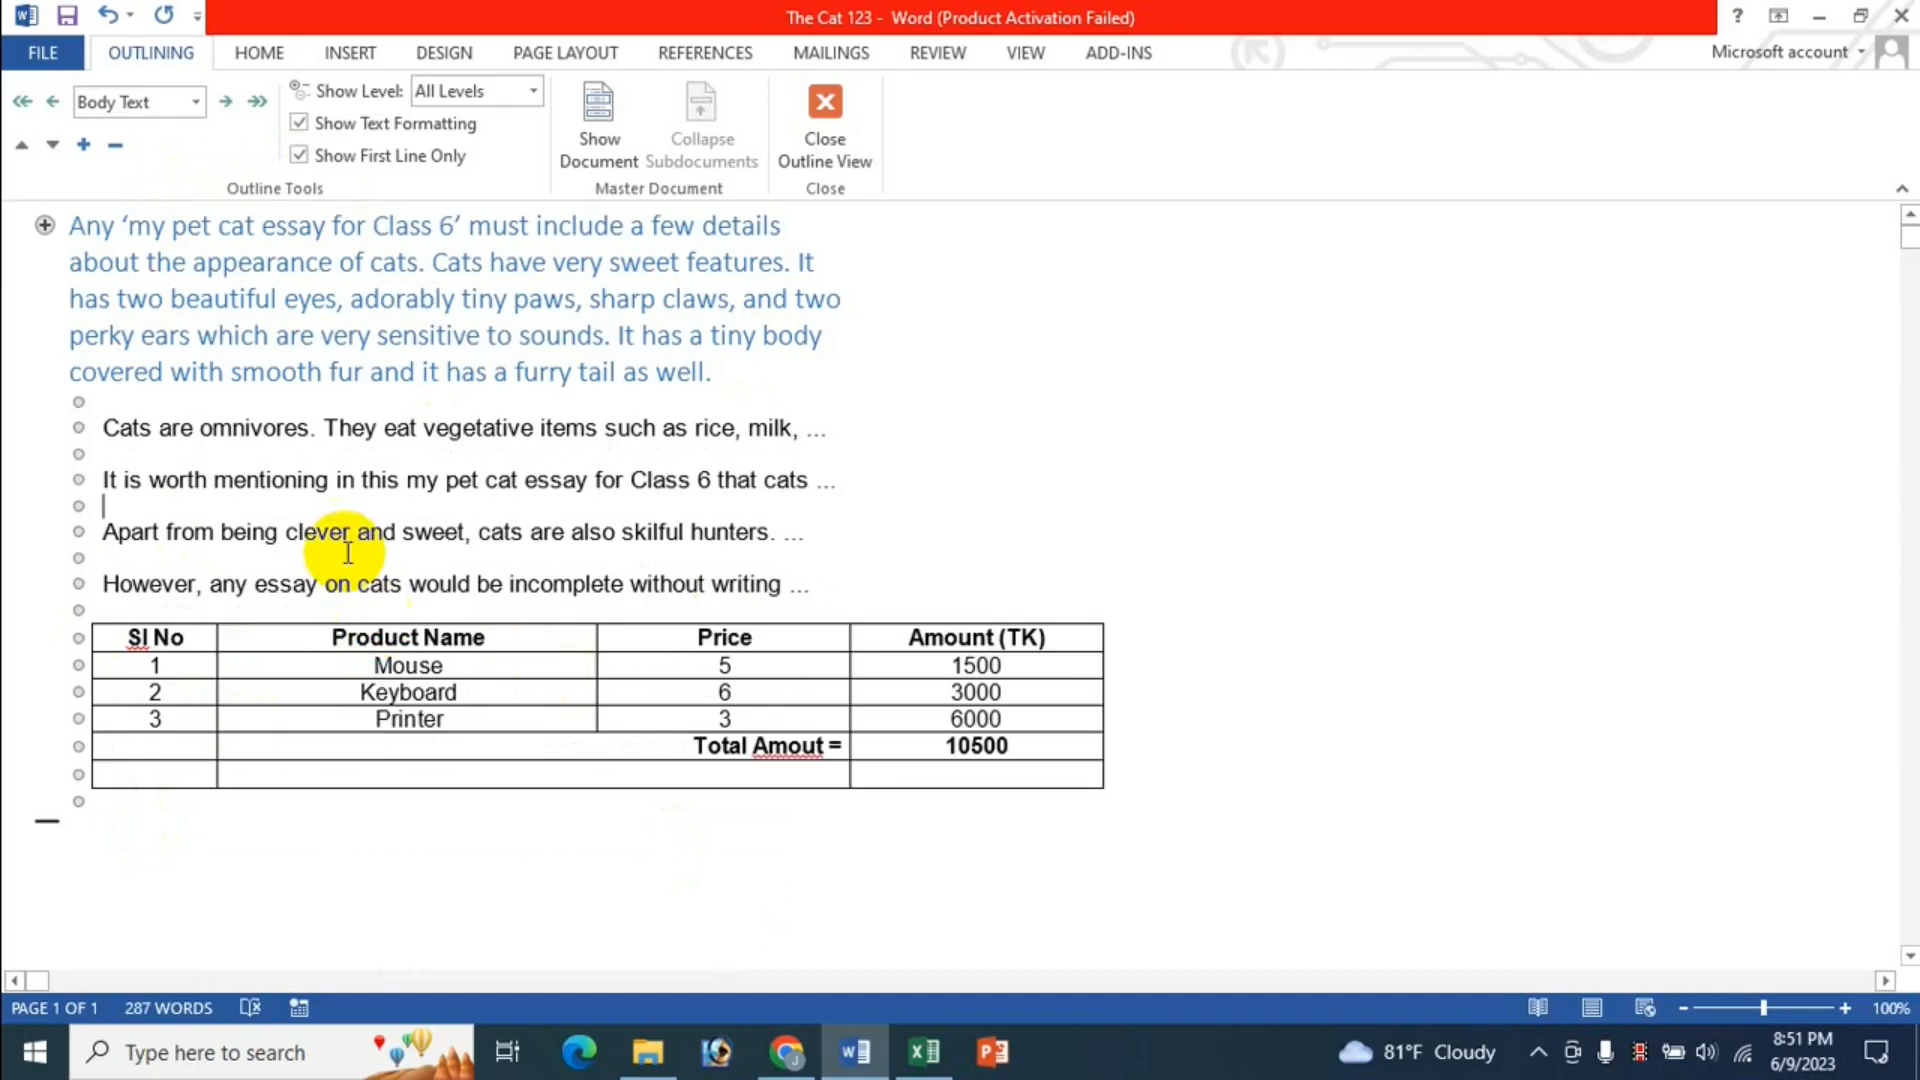 The Cat 123 - Word (Product Activation Failed)
?
FILE OUTLINING HOME INSERT DESIGN PAGE LAYOUT REFERENCES MAILINGS REVIEW VIEW ADD-INS Microsoft account
Body Text
Show Level: All Levels
Show Text Formatting
Show First Line Only
Outline Tools
Show Document
Collapse Subdocuments
Master Document
Close Outline View
Close
Any ‘my pet cat essay for Class 6’ must include a few details
about the appearance of cats. Cats have very sweet features. It
has two beautiful eyes, adorably tiny paws, sharp claws, and two
perky ears which are very sensitive to sounds. It has a tiny body
covered with smooth fur and it has a furry tail as well.
Cats are omnivores. They eat vegetative items such as rice, milk, ...
It is worth mentioning in this my pet cat essay for Class 6 that cats ...
Apart from being clever and sweet, cats are also skilful hunters. ...
However, any essay on cats would be incomplete without writing ...
Sl No Product Name Price Amount (TK)
1 Mouse 5 1500
2 Keyboard 6 3000
3 Printer 3 6000
Total Amout = 10500
PAGE 1 OF 1 287 WORDS 100%
Type here to search
81°F Cloudy
8:51 PM
6/9/2023